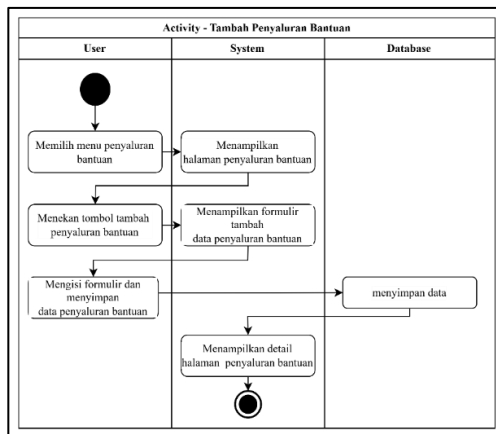 Activity - Tambah Penyaluran Bantuan
User
System
Database
Memilih menu penyaluran
bantuan
Menampilkan
halaman penyaluran bantuan
Menekan tombol tambah
penyaluran bantuan
Menampilkan formulir
tambah
data penyaluran bantuan
Mengisi formulir dan
menyimpan
data penyaluran bantuan
menyimpan data
Menampilkan detail
halaman penyaluran bantuan